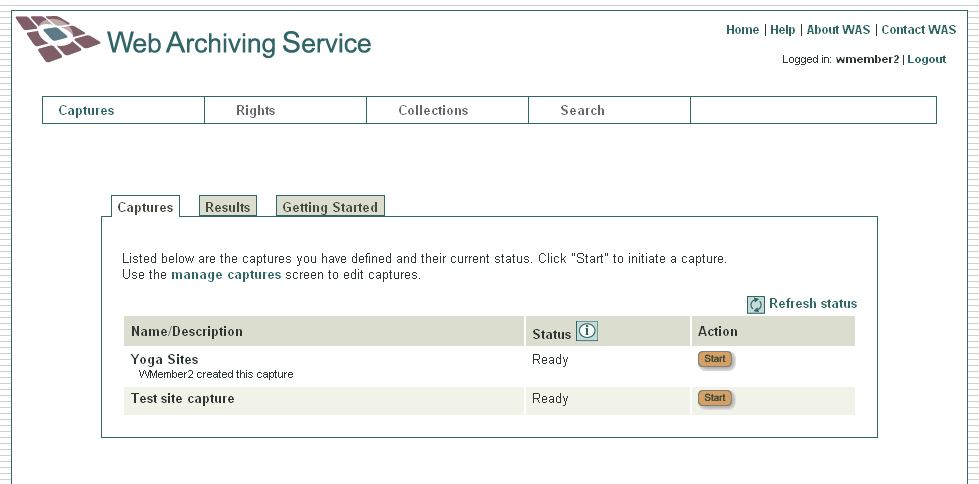 Web Archiving Service
Home | Help | About WAS | Contact WAS
Logged in: wmember2 | Logout
Captures Rights Collections Search
Captures Results Getting Started
Listed below are the captures you have defined and their current status. Click "Start" to initiate a capture.
Use the manage captures screen to edit captures.
Refresh status
Name/Description Status Action
Yoga Sites Ready Start
WMember2 created this capture
Test site capture Ready Start